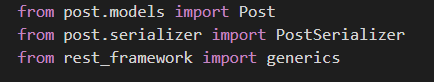 from post.models import Post
from post.serializer import PostSerializer
from rest_framework import generics